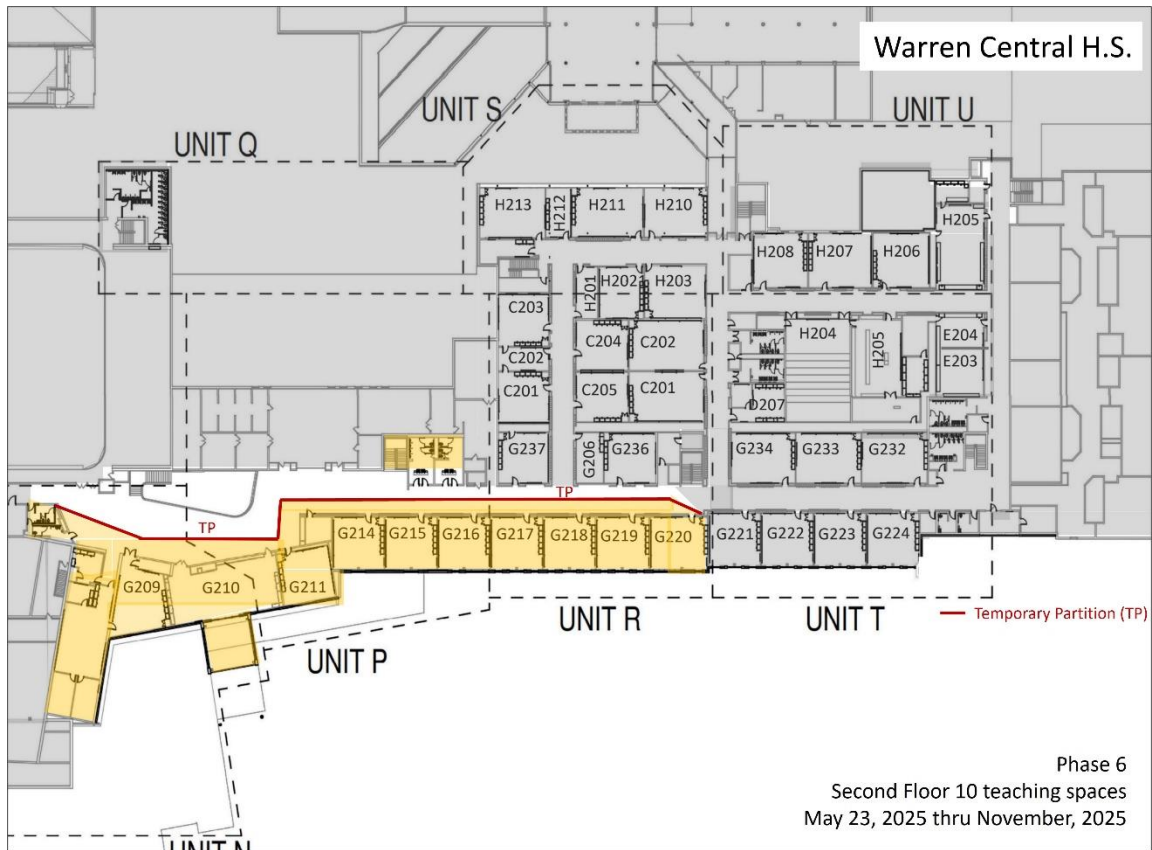 Warren Central H.S.
UNIT S
UNIT U
UNIT Q
H213
H212
H211
H210
H205
H208
H207
H206
H201
H202
H203
C203
H204
H205
E204
C204
C202
C202
E203
C201
C205
C201
D207
G237
G206
G236
G234
G233
G232
TP
TP
G214
G215
G216
G217
G218
G219
G220
G221
G222
G223
G224
G209
G210
G211
UNIT R
UNIT T
Temporary Partition (TP)
UNIT P
Phase 6
Second Floor 10 teaching spaces
May 23, 2025 thru November, 2025
UNIT N